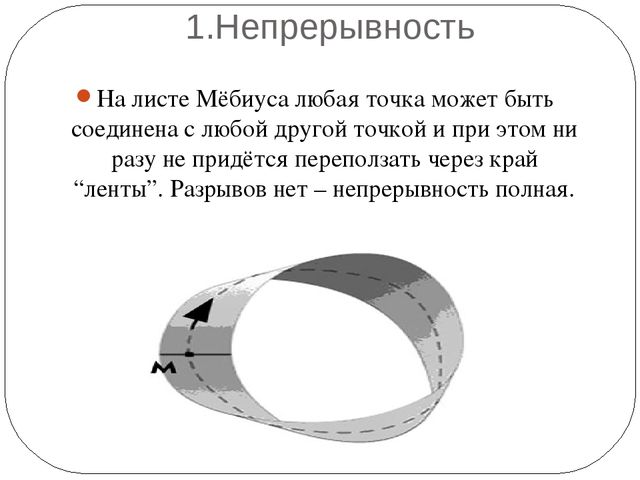 1.Непрерывность
На листе Мёбиуса любая точка может быть
соединена с любой другой точкой и при этом ни
разу не придётся переползать через край
“ленты”. Разрывов нет – непрерывность полная.
М